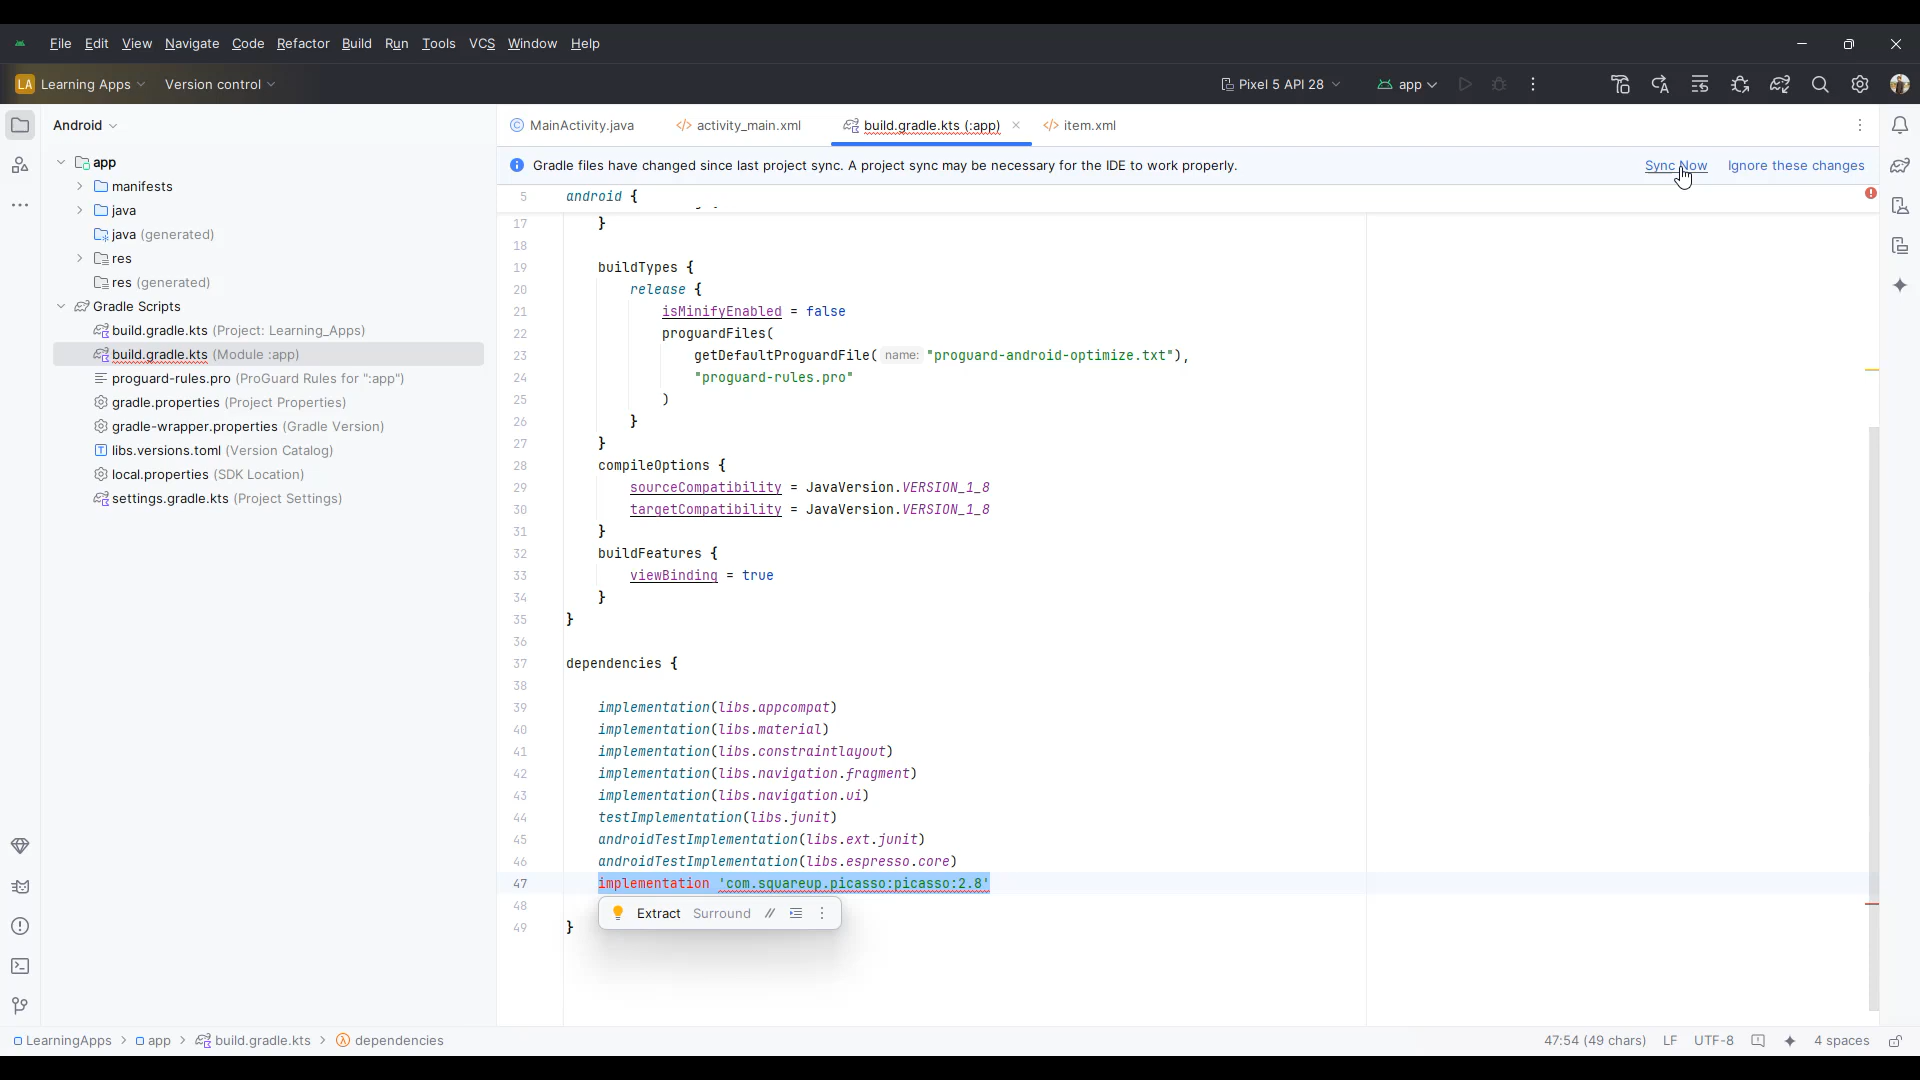 File Edit View Navigate Code Refactor Build Run Tools VCS Window Help
LA Learning Apps Version control Pixel 5 API 28 app
Android
MainActivity.java activity_main.xml build.gradle.kts (:app) item.xml
app
manifests
java
java (generated)
res
res (generated)
Gradle Scripts
build.gradle.kts (Project: Learning_Apps)
build.gradle.kts (Module :app)
proguard-rules.pro (ProGuard Rules for ":app")
gradle.properties (Project Properties)
gradle-wrapper.properties (Gradle Version)
libs.versions.toml (Version Catalog)
local.properties (SDK Location)
settings.gradle.kts (Project Settings)
Gradle files have changed since last project sync. A project sync may be necessary for the IDE to work properly. Sync Now Ignore these changes
5 android {
17 }
18
19 buildTypes {
20 release {
21 isMinifyEnabled = false
22 proguardFiles(
23 getDefaultProguardFile( name: "proguard-android-optimize.txt"),
24 "proguard-rules.pro"
25 )
26 }
27 }
28 compileOptions {
29 sourceCompatibility = JavaVersion.VERSION_1_8
30 targetCompatibility = JavaVersion.VERSION_1_8
31 }
32 buildFeatures {
33 viewBinding = true
34 }
35 }
36
37 dependencies {
38
39 implementation(libs.appcompat)
40 implementation(libs.material)
41 implementation(libs.constraintlayout)
42 implementation(libs.navigation.fragment)
43 implementation(libs.navigation.ui)
44 testImplementation(libs.junit)
45 androidTestImplementation(libs.ext.junit)
46 androidTestImplementation(libs.espresso.core)
47 implementation 'com.squareup.picasso:picasso:2.8'
48
Extract Surround //
49 }
LearningApps > app > build.gradle.kts > dependencies 47:54 (49 chars) LF UTF-8 4 spaces